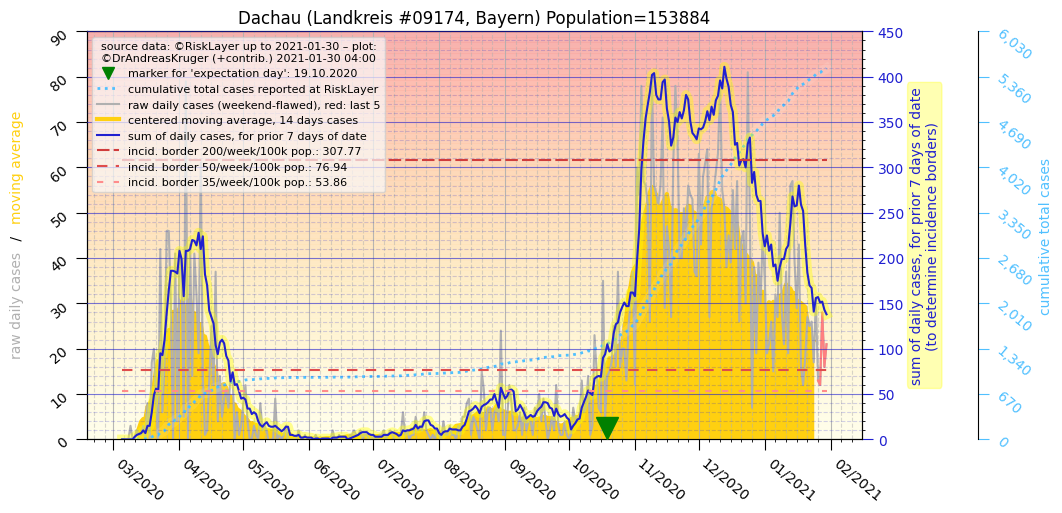 Dachau (Landkreis #09174, Bayern) Population=153884
source data: ©RiskLayer up to 2021-01-30 – plot:
©DrAndreasKruger (+contrib.) 2021-01-30 04:00
marker for 'expectation day': 19.10.2020
cumulative total cases reported at RiskLayer
raw daily cases (weekend-flawed), red: last 5
centered moving average, 14 days cases
sum of daily cases, for prior 7 days of date
incid. border 200/week/100k pop.: 307.77
incid. border 50/week/100k pop.: 76.94
incid. border 35/week/100k pop.: 53.86
raw daily cases / moving average
90
80
70
60
50
40
30
20
10
0
03/2020
04/2020
05/2020
06/2020
07/2020
08/2020
09/2020
10/2020
11/2020
12/2020
01/2021
02/2021
450
400
350
300
250
200
150
100
50
0
sum of daily cases, for prior 7 days of date
(to determine incidence borders)
6,030
5,360
4,690
4,020
3,350
2,680
2,010
1,340
670
0
cumulative total cases